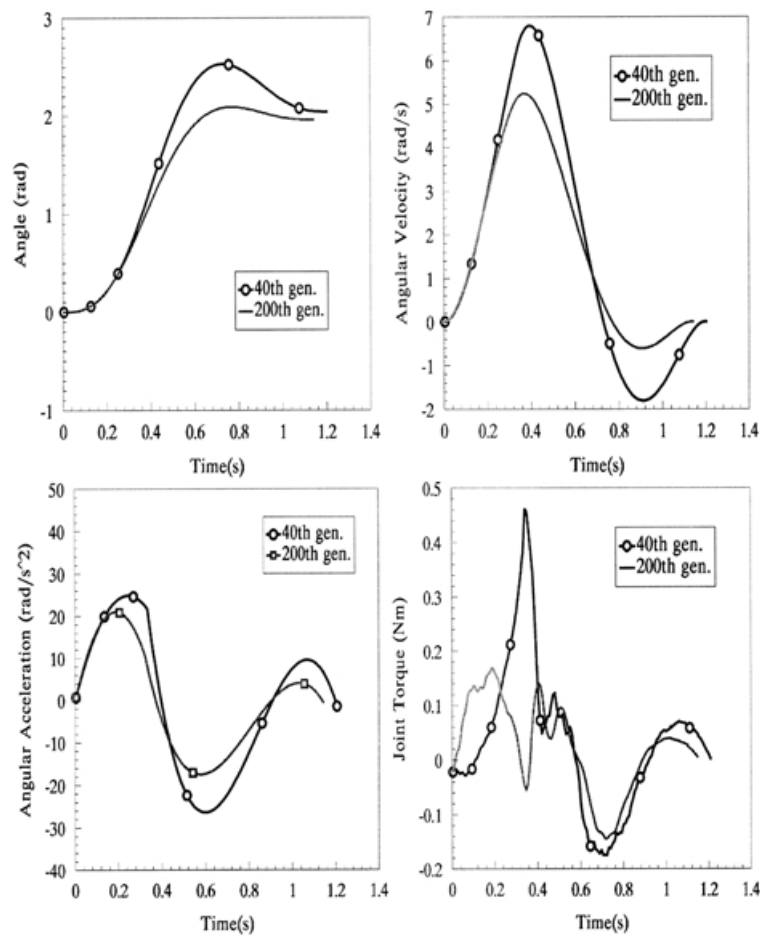 Angle (rad)
3
2
1
0
-1
40th gen.
200th gen.
0 0.2 0.4 0.6 0.8 1 1.2 1.4
Time(s)
Angular Velocity (rad/s)
7
6
5
4
3
2
1
0
-1
-2
40th gen.
200th gen.
0 0.2 0.4 0.6 0.8 1 1.2 1.4
Time(s)
Angular Acceleration (rad/s^2)
50
40
30
20
10
0
-10
-20
-30
-40
40th gen.
200th gen.
0 0.2 0.4 0.6 0.8 1 1.2 1.4
Time(s)
Joint Torque (Nm)
0.5
0.4
0.3
0.2
0.1
0
-0.1
-0.2
40th gen.
200th gen.
0 0.2 0.4 0.6 0.8 1 1.2 1.4
Time(s)